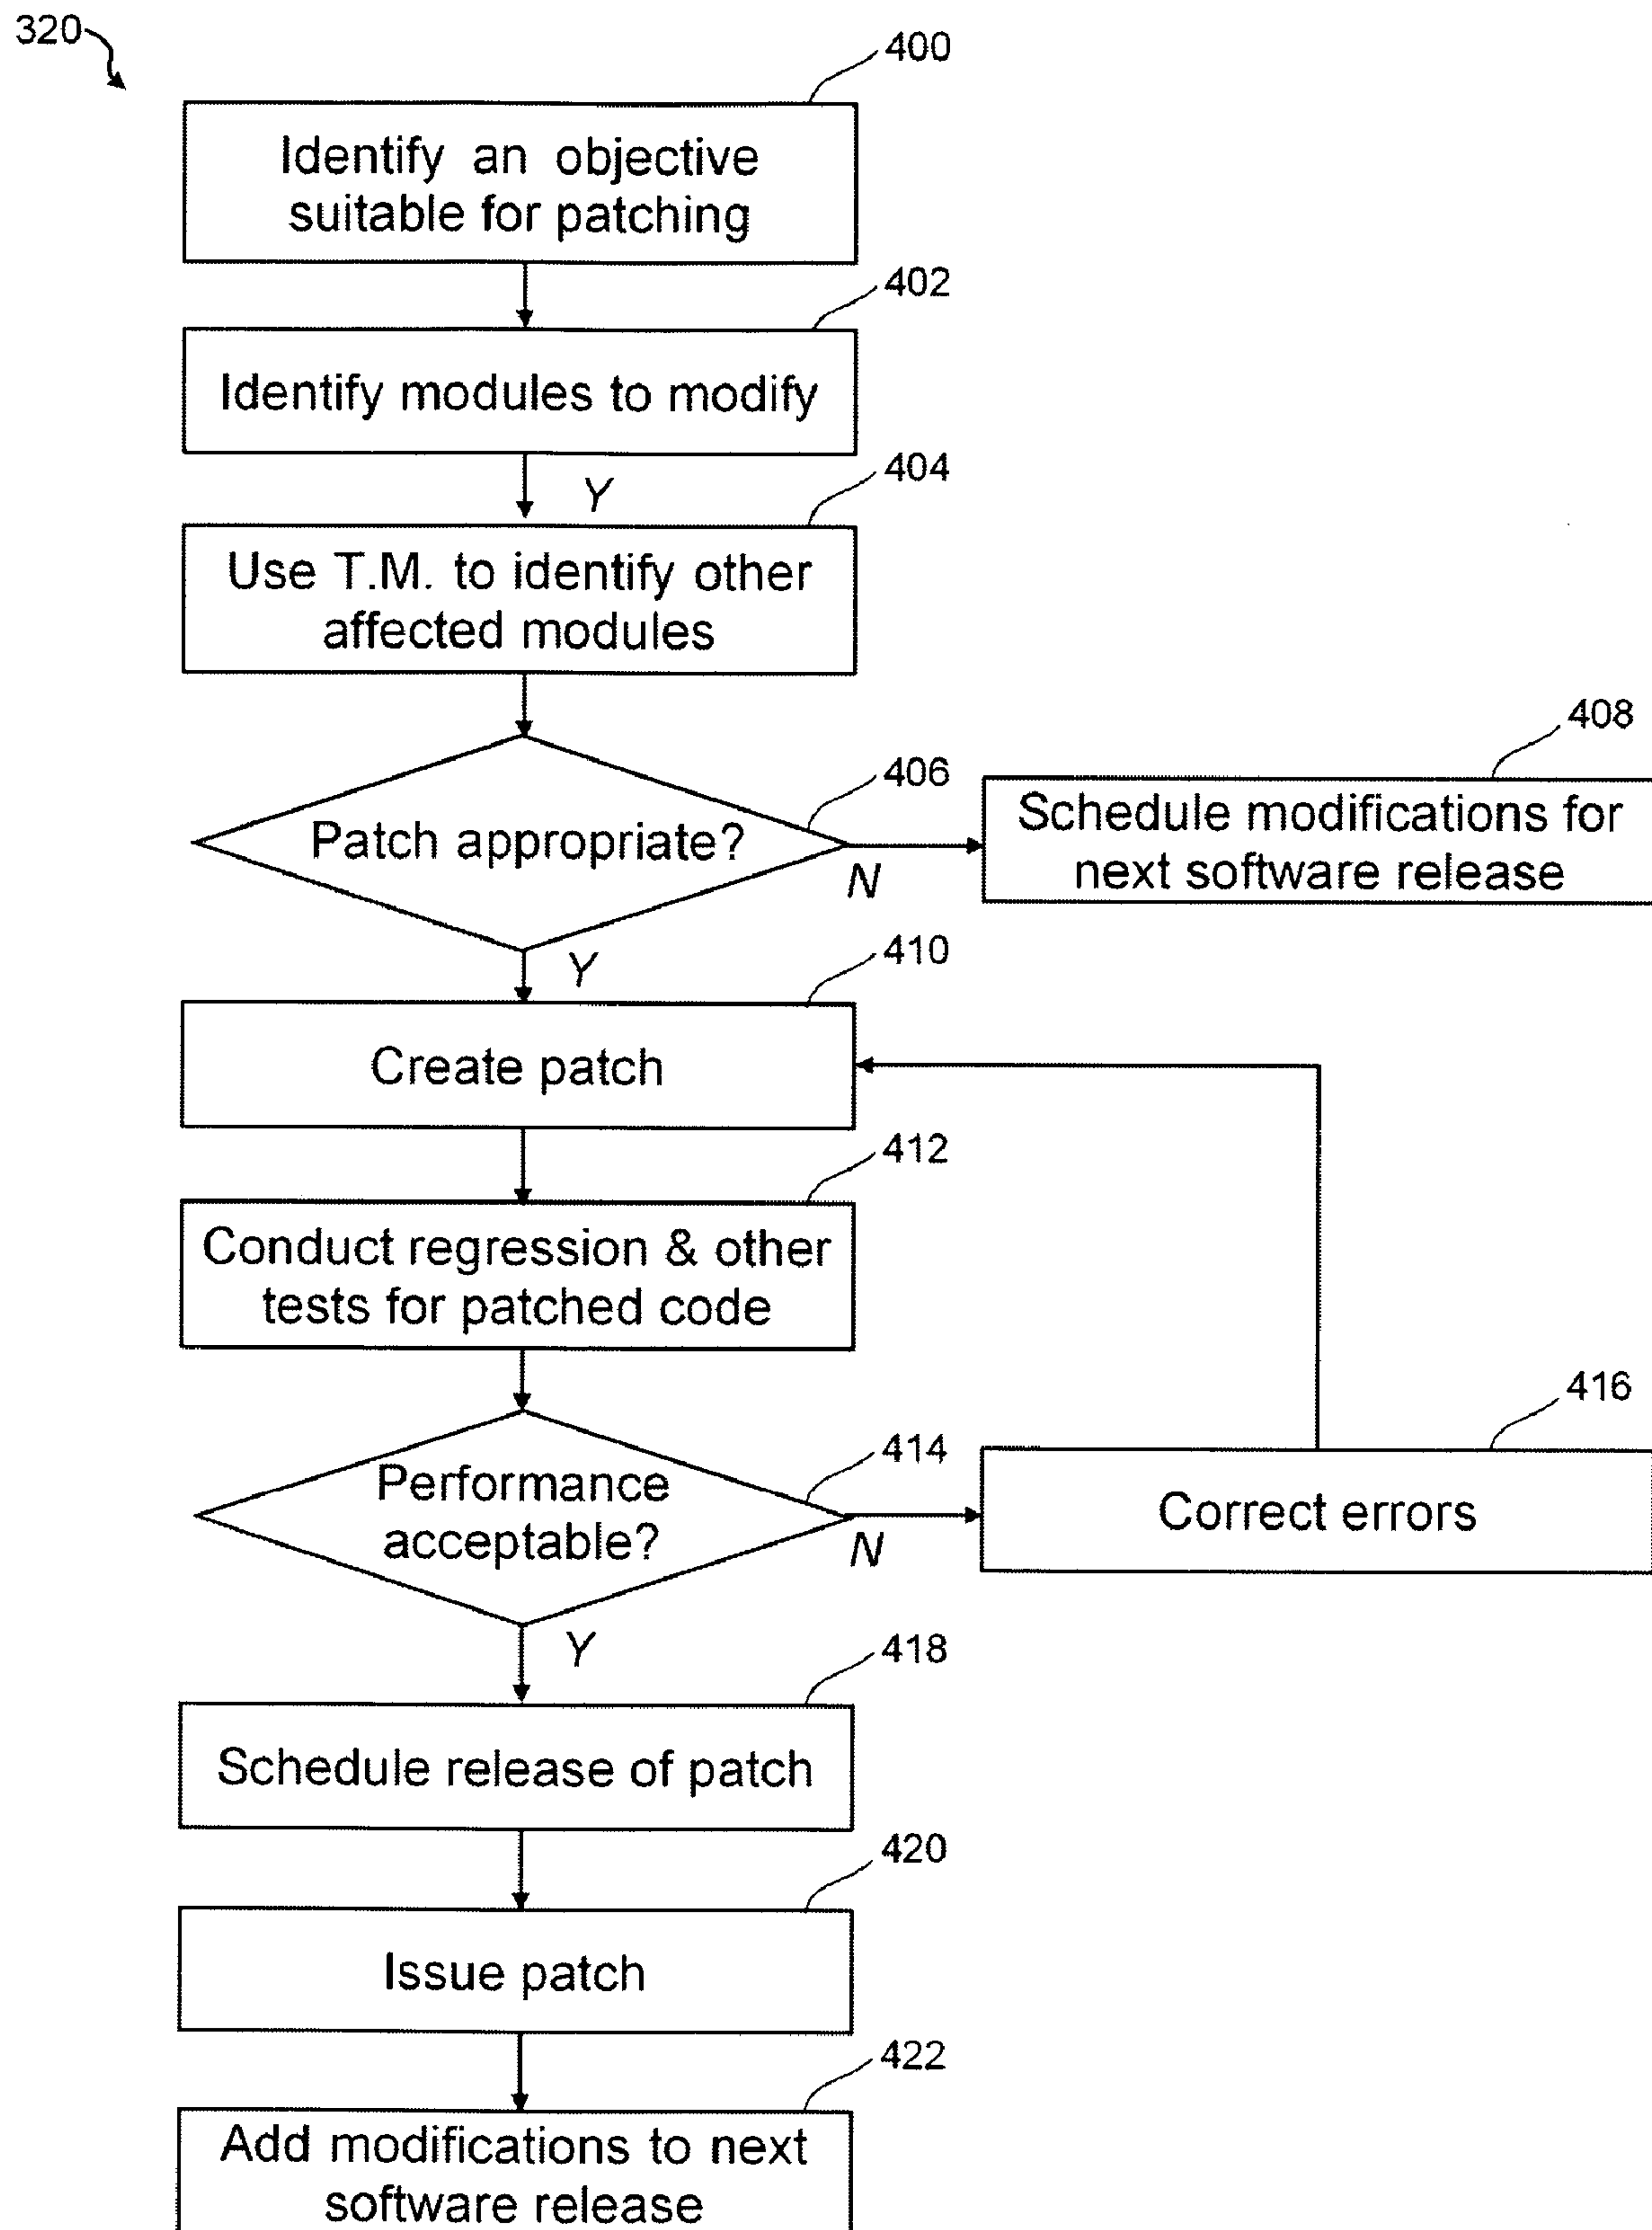 320
400
Identify an objective
suitable for patching
402
Identify modules to modify
Y
404
Use T.M. to identify other
affected modules
406
Patch appropriate?
N
408
Schedule modifications for
next software release
Y
410
Create patch
412
Conduct regression & other
tests for patched code
414
Performance
acceptable?
N
416
Correct errors
Y
418
Schedule release of patch
420
Issue patch
422
Add modifications to next
software release